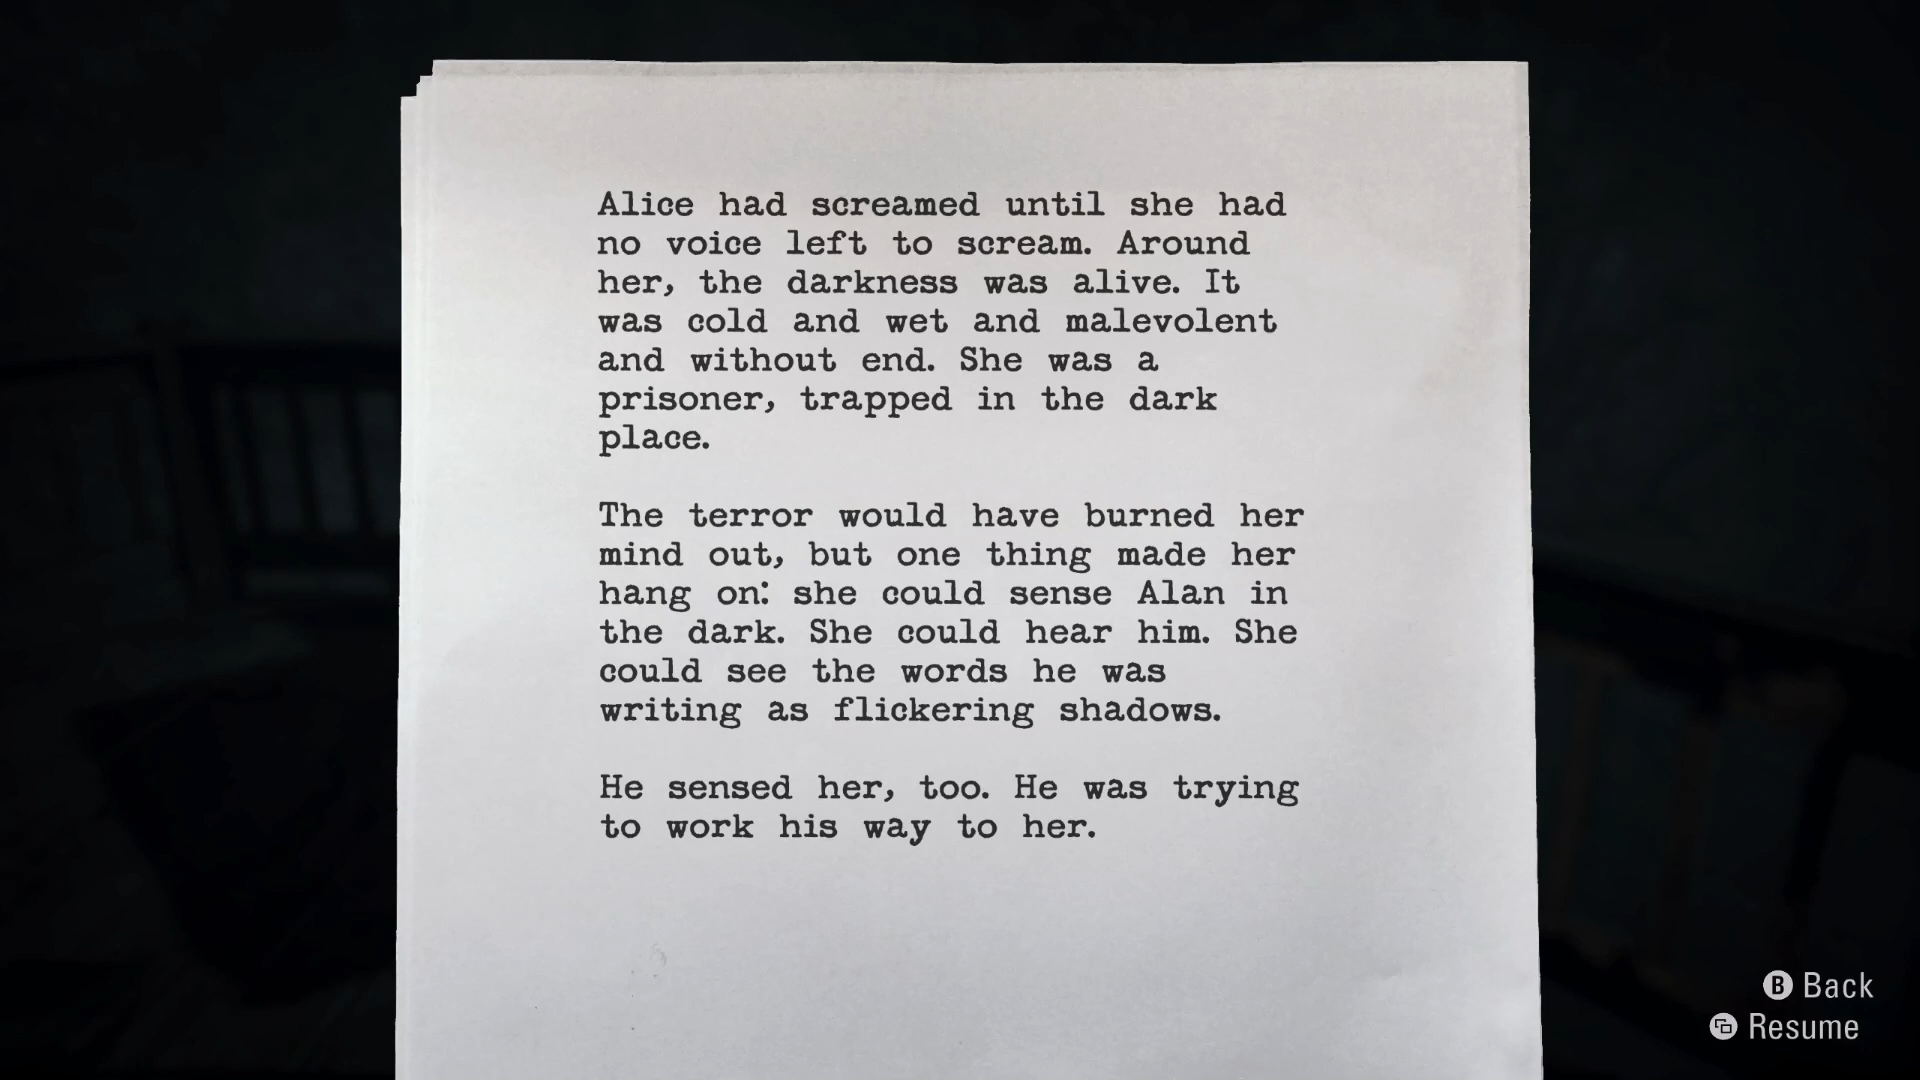 Alice had screamed until she had
no voice left to scream. Around
her, the darkness was alive. It
was cold and wet and malevolent
and without end. She was a
prisoner, trapped in the dark
place.
The terror would have burned her
mind out, but one thing made her
hang on: she could sense Alan in
the dark. She could hear him. She
could see the words he was
writing as flickering shadows.
He sensed her, too. He was trying
to work his way to her.
B Back
Resume